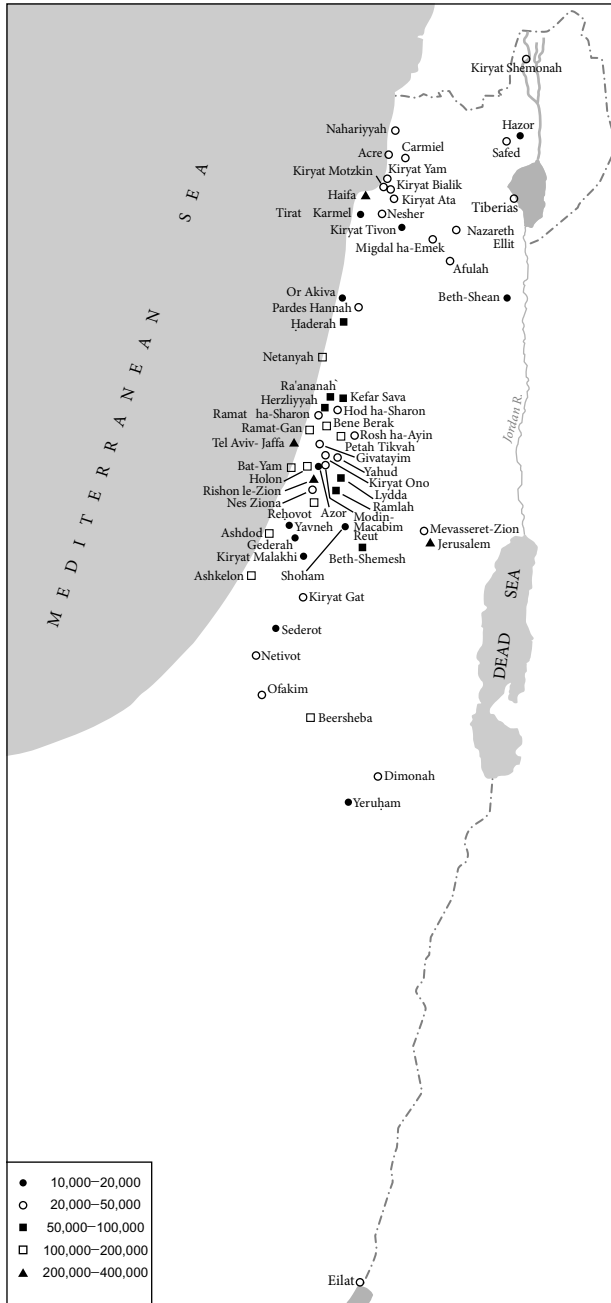 Kiryat Shemonah
Hazor
Nahariyyah
Safed
Carmiel
Acre
Kiryat Yam
Kiryat Motzkin
Kiryat Bialik
Haifa
Kiryat Ata
Tiberias
Tirat Karmel
Nesher
Kiryat Tivon
Nazareth
Ellit
Migdal ha-Emek
Afulah
Or Akiva
Beth-Shean
Pardes Hannah
Ḥaderah
Netanyah
Ra'ananah
Herzliyyah
Kefar Sava
Ramat ha-Sharon
Hod ha-Sharon
Ramat-Gan
Bene Berak
Rosh ha-Ayin
Tel Aviv- Jaffa
Petah Tikvah
Givatayim
Bat-Yam
Yahud
Holon
Kiryat Ono
Rishon le-Zion
Lydda
Nes Ziona
Ramlah
Reḥovot
Azor
Modin-
Macabim
Reut
Yavneh
Ashdod
Gederah
Mevasseret-Zion
Jerusalem
Kiryat Malakhi
Beth-Shemesh
Ashkelon
Shoham
Kiryat Gat
Sederot
Netivot
Ofakim
Beersheba
Dimonah
Yeruḥam
Eilat
MEDITERRANEAN SEA
Jordan R.
DEAD SEA
10,000–20,000
20,000–50,000
50,000–100,000
100,000–200,000
200,000–400,000